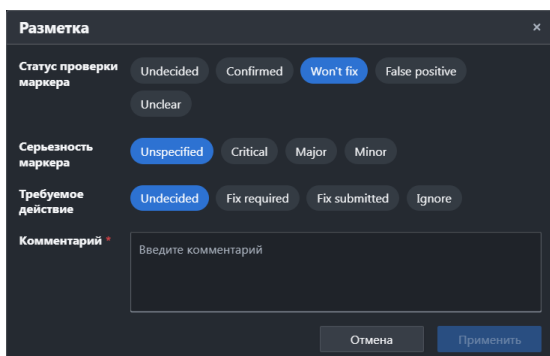 Разметка ×
Статус проверки маркера
Undecided Confirmed Won't fix False positive
Unclear
Серьезность маркера
Unspecified Critical Major Minor
Требуемое действие
Undecided Fix required Fix submitted Ignore
Комментарий *
Введите комментарий
Отмена Применить